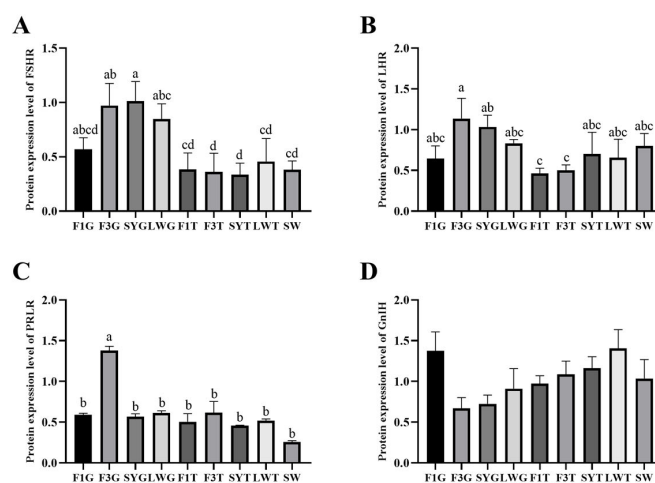 A
Protein expression level of FSHR
1.5
1.0
0.5
0.0
abcd
ab
a
abc
cd
d
d
cd
cd
F1G F3G SYG LWG F1T F3T SYT LWT SW
B
Protein expression level of LHR
2.0
1.5
1.0
0.5
0.0
abc
a
ab
abc
c
c
abc
abc
abc
F1G F3G SYG LWG F1T F3T SYT LWT SW
C
Protein expression level of PRLR
2.0
1.5
1.0
0.5
0.0
b
a
b
b
b
b
b
b
b
F1G F3G SYG LWG F1T F3T SYT LWT SW
D
Protein expression level of GnIH
2.0
1.5
1.0
0.5
0.0
F1G F3G SYG LWG F1T F3T SYT LWT SW